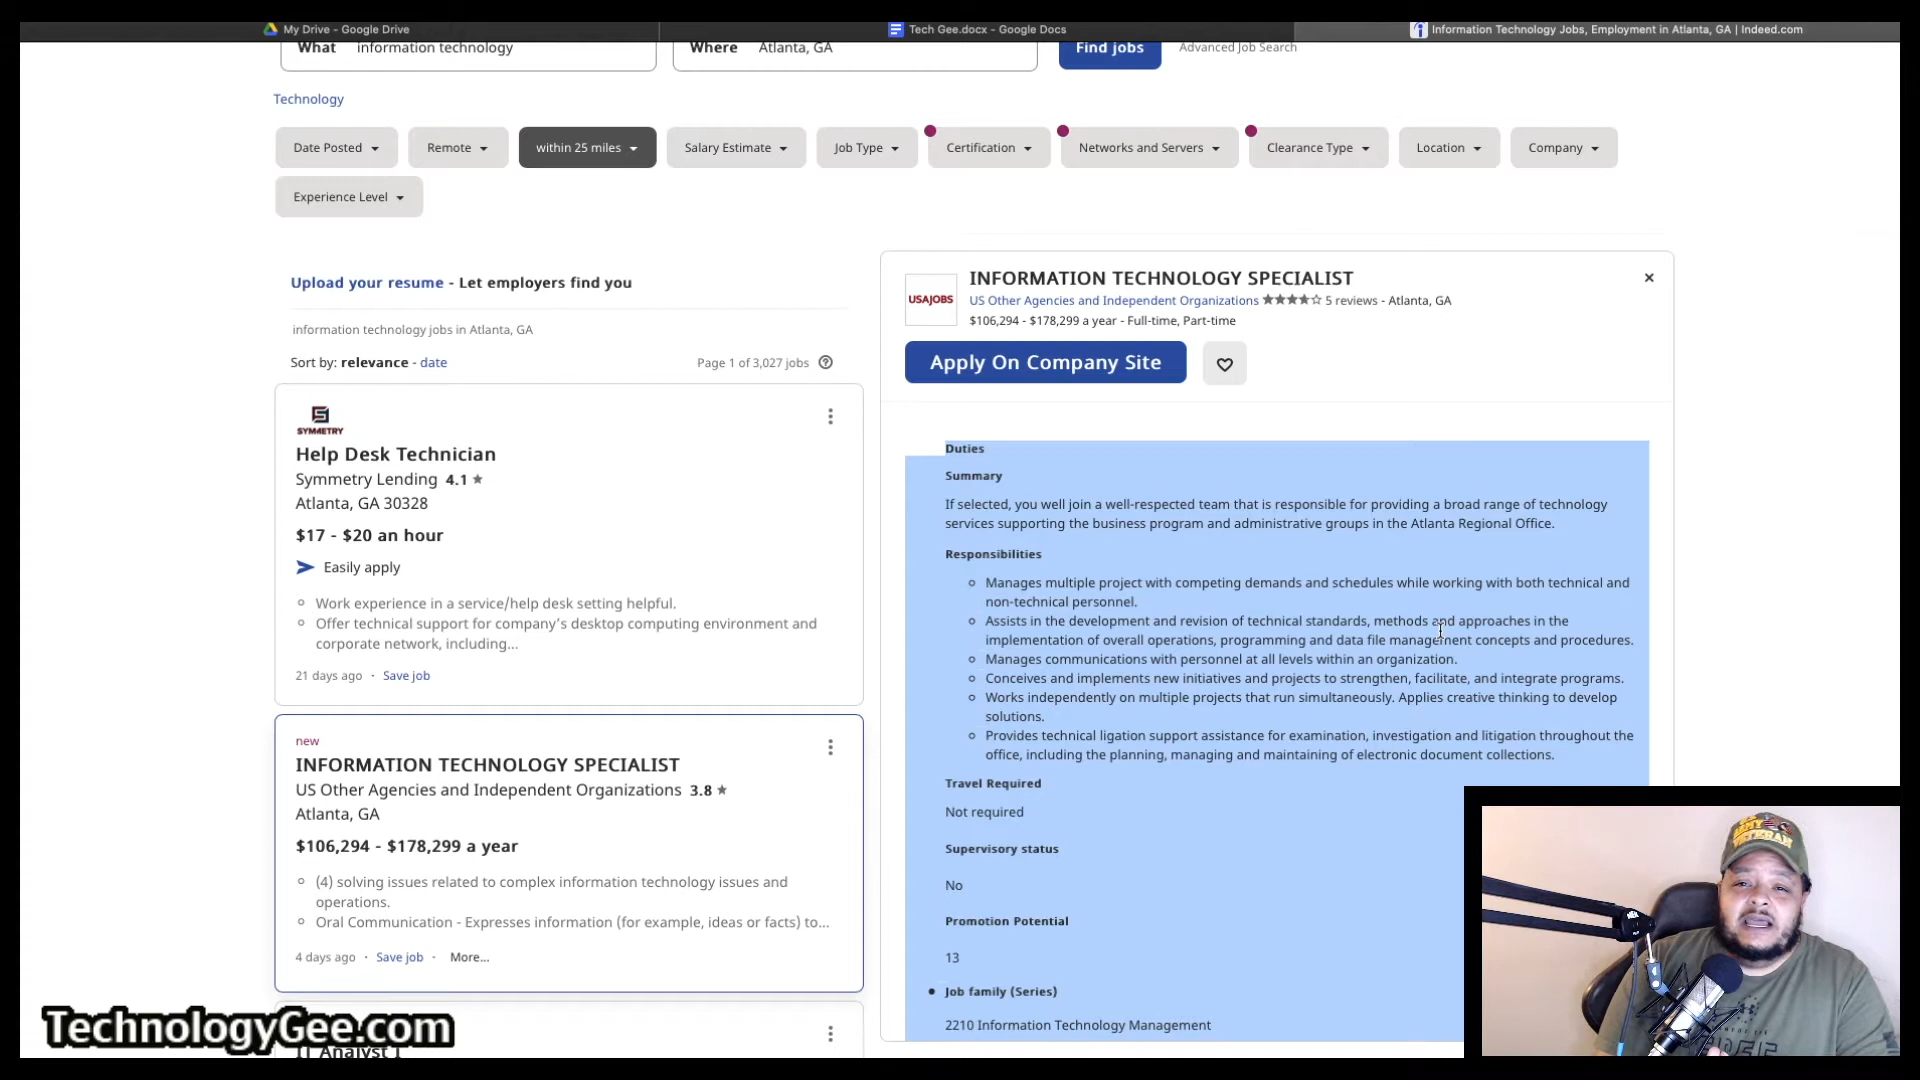 My Drive - Google Drive
Tech Gee.docx - Google Docs
Information Technology Jobs, Employment in Atlanta, GA | Indeed.com
What information technology
Where Atlanta, GA
Find jobs
Advanced Job Search
Technology
Date Posted
Remote
within 25 miles
Salary Estimate
Job Type
Certification
Networks and Servers
Clearance Type
Location
Company
Experience Level
Upload your resume - Let employers find you
information technology jobs in Atlanta, GA
Sort by: relevance - date
Page 1 of 3,027 jobs
SYMMETRY
Help Desk Technician
Symmetry Lending 4.1 ★
Atlanta, GA 30328
$17 - $20 an hour
Easily apply
Work experience in a service/help desk setting helpful.
Offer technical support for company's desktop computing environment and
corporate network, including...
21 days ago · Save job
new
INFORMATION TECHNOLOGY SPECIALIST
US Other Agencies and Independent Organizations 3.8 ★
Atlanta, GA
$106,294 - $178,299 a year
(4) solving issues related to complex information technology issues and
operations.
Oral Communication - Expresses information (for example, ideas or facts) to...
4 days ago · Save job · More...
IT Analyst I
USAJOBS
INFORMATION TECHNOLOGY SPECIALIST
US Other Agencies and Independent Organizations ★★★★☆ 5 reviews - Atlanta, GA
$106,294 - $178,299 a year - Full-time, Part-time
Apply On Company Site
Duties
Summary
If selected, you well join a well-respected team that is responsible for providing a broad range of technology
services supporting the business program and administrative groups in the Atlanta Regional Office.
Responsibilities
Manages multiple project with competing demands and schedules while working with both technical and
non-technical personnel.
Assists in the development and revision of technical standards, methods and approaches in the
implementation of overall operations, programming and data file management concepts and procedures.
Manages communications with personnel at all levels within an organization.
Conceives and implements new initiatives and projects to strengthen, facilitate, and integrate programs.
Works independently on multiple projects that run simultaneously. Applies creative thinking to develop
solutions.
Provides technical ligation support assistance for examination, investigation and litigation throughout the
office, including the planning, managing and maintaining of electronic document collections.
Travel Required
Not required
Supervisory status
No
Promotion Potential
13
Job family (Series)
2210 Information Technology Management
ARMY
VETERAN
TechnologyGee.com